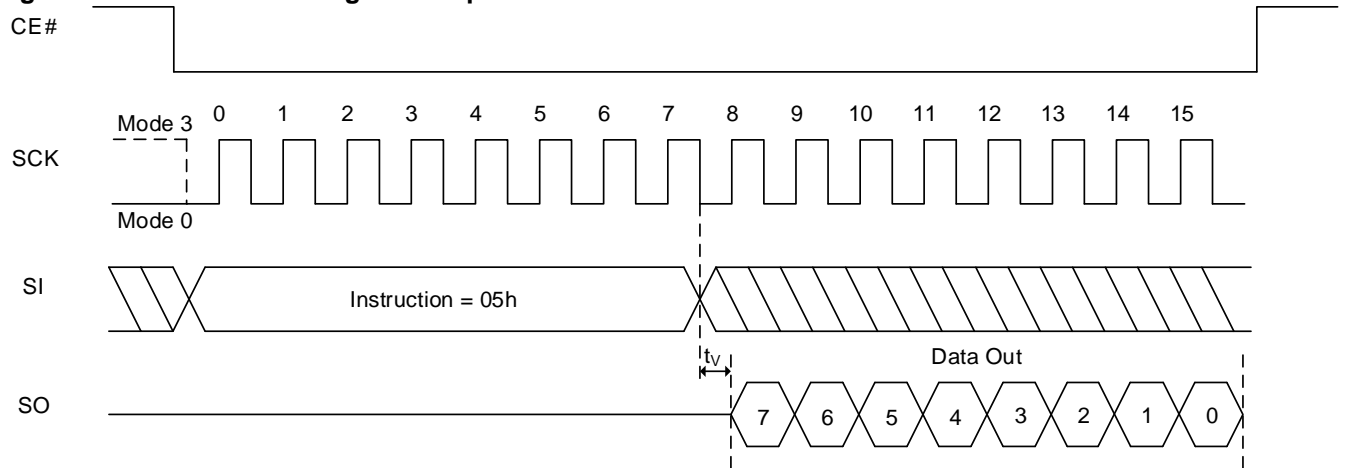 CE#
0 1 2 3 4 5 6 7 8 9 10 11 12 13 14 15
Mode 3
SCK
Mode 0
SI
Instruction = 05h
tV
Data Out
SO
7 6 5 4 3 2 1 0